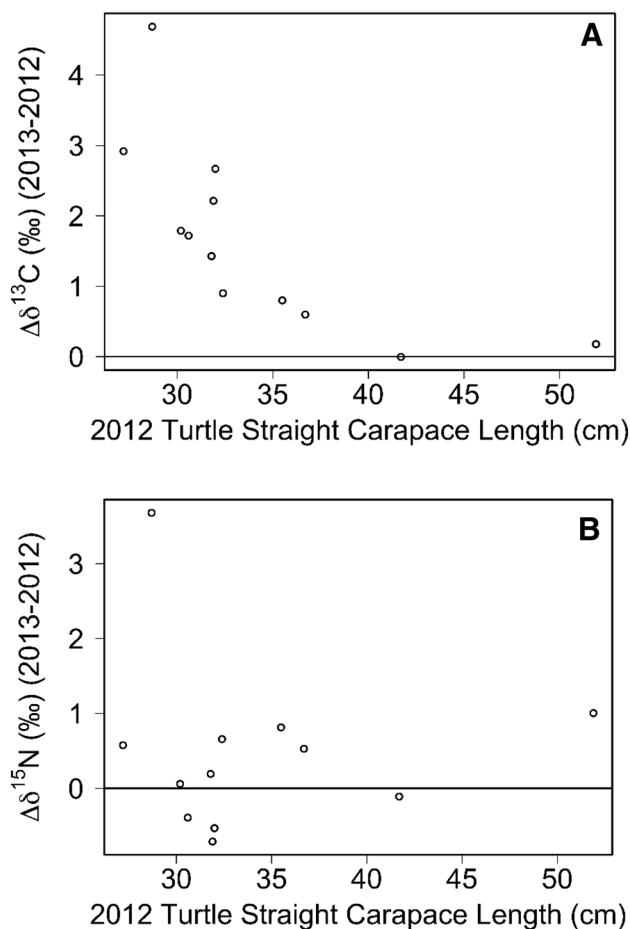 A
Δδ¹³C (‰) (2013-2012)
4
3
2
1
0
30 35 40 45 50
2012 Turtle Straight Carapace Length (cm)
B
Δδ¹⁵N (‰) (2013-2012)
3
2
1
0
30 35 40 45 50
2012 Turtle Straight Carapace Length (cm)